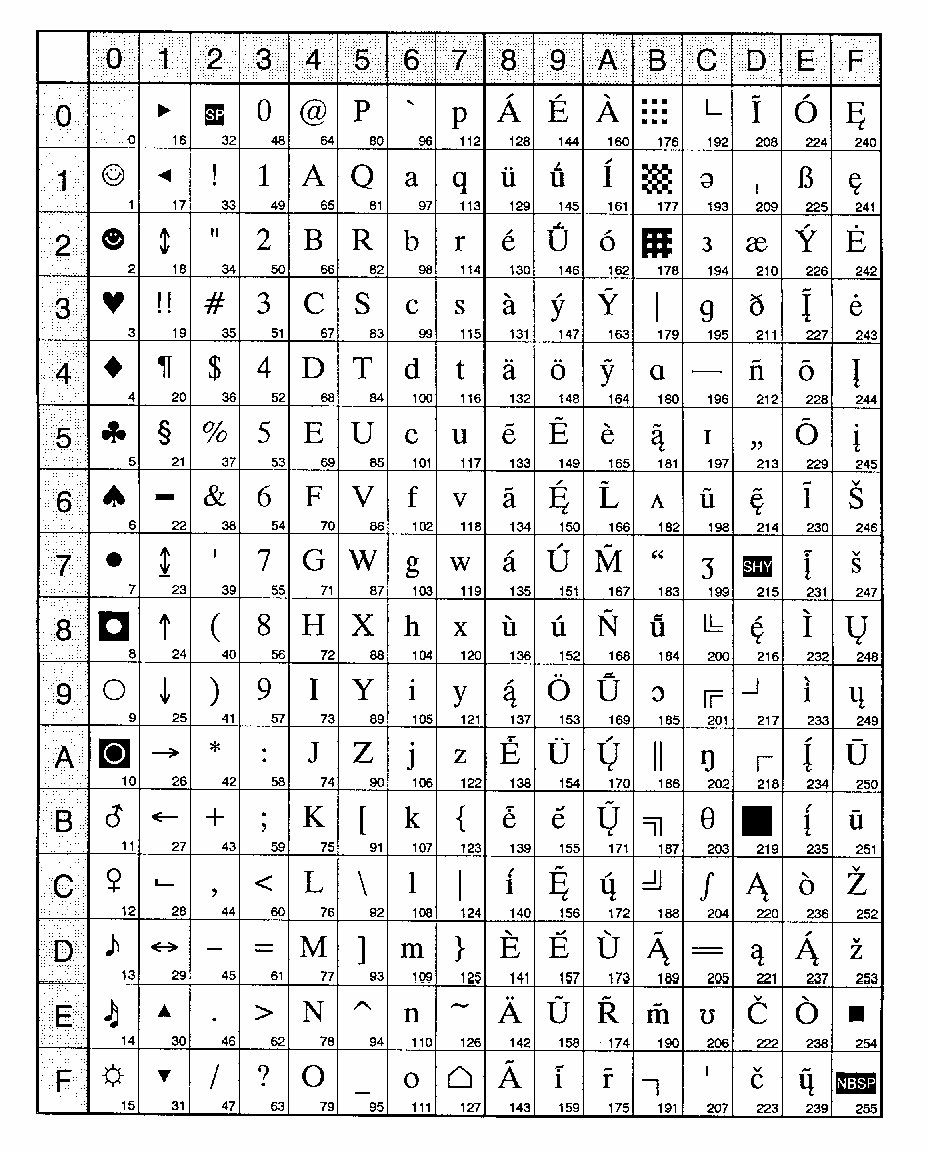 0 1 2 3 4 5 6 7 8 9 A B C D E F
0 ► SP 0 @ P ` p Á É À ░ └ Ĩ Ó Ę
0 16 32 48 64 80 96 112 128 144 160 176 192 208 224 240
1 ☺ ◄ ! 1 A Q a q ü ű Í ▒ ə ˌ ß ę
1 17 33 49 65 81 97 113 129 145 161 177 193 209 225 241
2 ☻ ↕ " 2 B R b r é Ű ó ▓ ɜ æ Ý Ė
2 18 34 50 66 82 98 114 130 146 162 178 194 210 226 242
3 ♥ !! # 3 C S c s à ý Ỹ | ɡ ð Į̃ ė
3 19 35 51 67 83 99 115 131 147 163 179 195 211 227 243
4 ♦ ¶ $ 4 D T d t ä ö ỹ ɑ — ñ õ Į
4 20 36 52 68 84 100 116 132 148 164 180 196 212 228 244
5 ♣ § % 5 E U c u ẽ Ẽ è ą̃ ɪ „ Õ į
5 21 37 53 69 85 101 117 133 149 165 181 197 213 229 245
6 ♠ ▬ & 6 F V f v ã Ę́ L̃ ʌ ũ ę̃ ĩ Š
6 22 38 54 70 86 102 118 134 150 166 182 198 214 230 246
7 • ↨ ' 7 G W g w á Ú M̃ “ ʒ SHY į̃ š
7 23 39 55 71 87 103 119 135 151 167 183 199 215 231 247
8 ◘ ↑ ( 8 H X h x ù ú Ñ ╚ ę́ Ì Ų
8 24 40 56 72 88 104 120 136 152 168 184 200 216 232 248
9 ○ ↓ ) 9 I Y i y ą́ Ö ɔ ╔ ┘ ì ų
9 25 41 57 73 89 105 121 137 153 169 185 201 217 233 249
A ◙ → * : J Z j z Ü Ų́ ║ ŋ ┌ Į́ Ū
10 26 42 58 74 90 106 122 138 154 170 186 202 218 234 250
B ♂ ← + ; K [ k { Ų̃ ╗ θ █ į́ ū
11 27 43 59 75 91 107 123 139 155 171 187 203 219 235 251
C ♀ ∟ , < L \ l | í Ę̃ ų́ ╝ ʃ Ą ò Ž
12 28 44 60 76 92 108 124 140 156 172 188 204 220 236 252
D ♪ ↔ – = M ] m } È Ù Ą̃ ═ ą Ą́ ž
13 29 45 61 77 93 109 125 141 157 173 189 205 221 237 253
E ♫ ▲ . > N ^ n ~ Ä Ũ R̃ m̃ ʊ Č Ò ■
14 30 46 62 78 94 110 126 142 158 174 190 206 222 238 254
F ☼ ▼ / ? O _ o ⌂ Ã r̃ ┐ ˈ č ų̃ NBSP
15 31 47 63 79 95 111 127 143 159 175 191 207 223 239 255